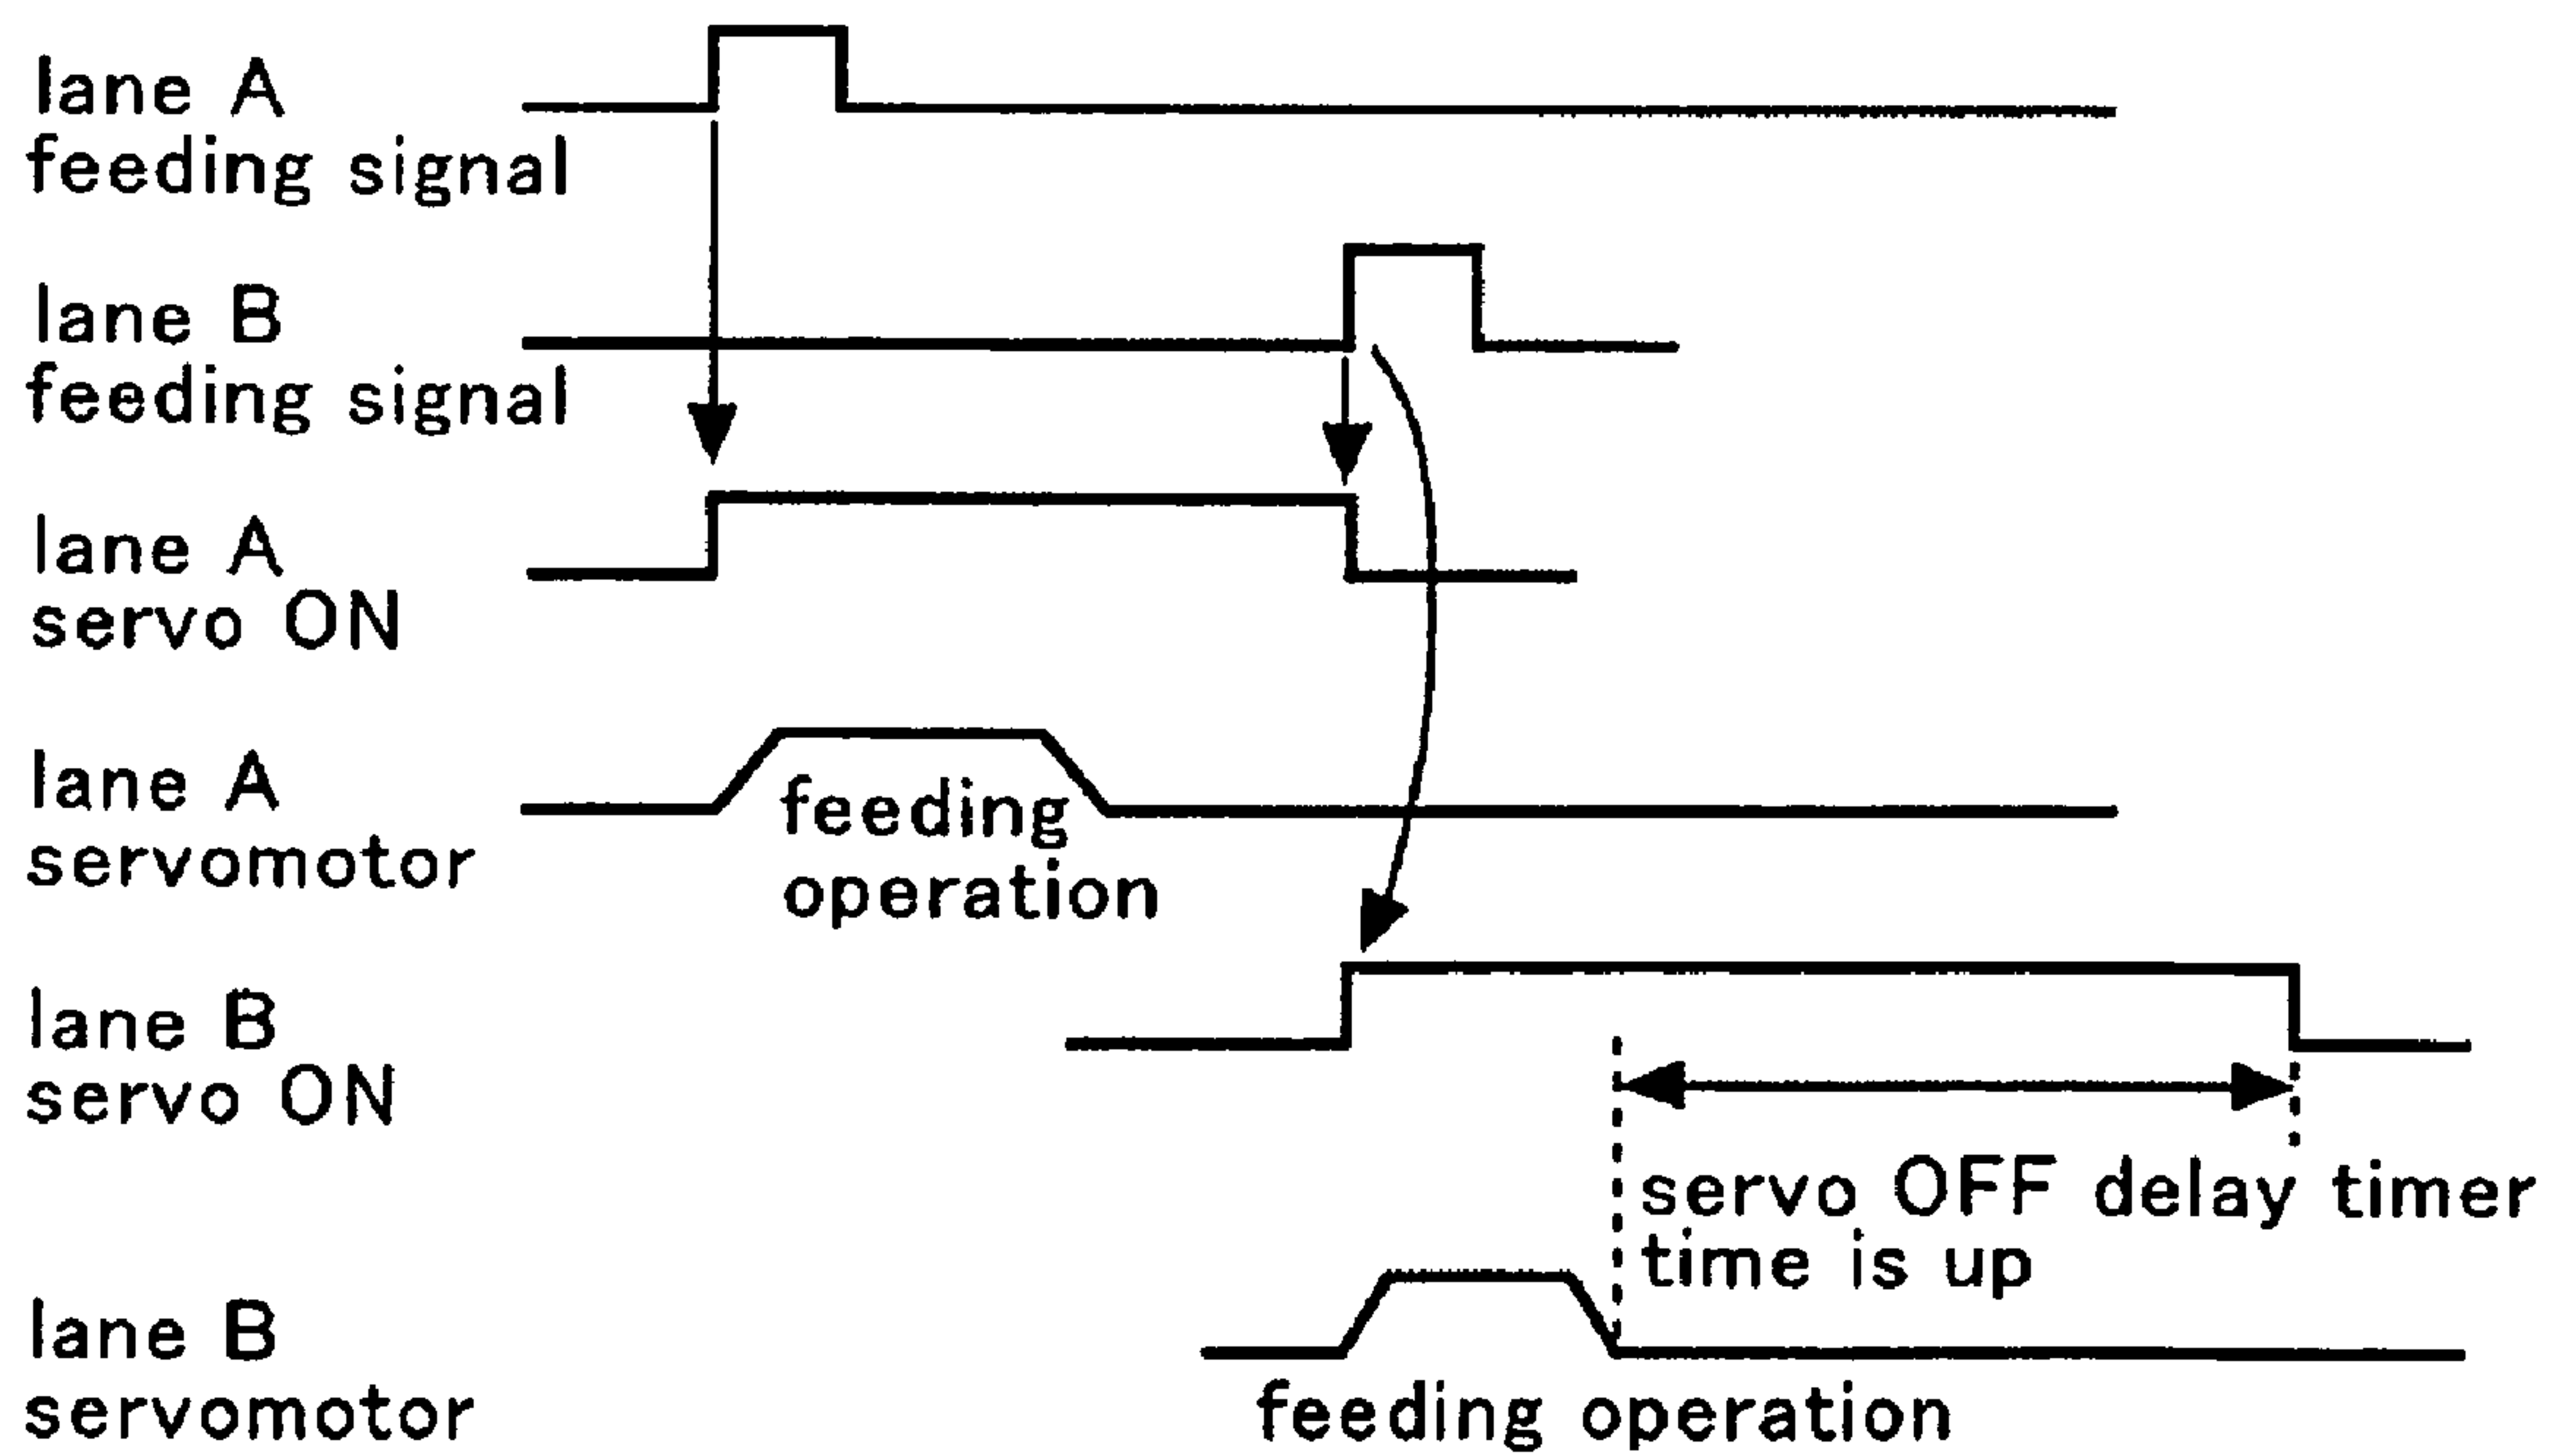 lane A
feeding signal
lane B
feeding signal
lane A
servo ON
lane A
servomotor
feeding
operation
lane B
servo ON
servo OFF delay timer
time is up
lane B
servomotor
feeding operation